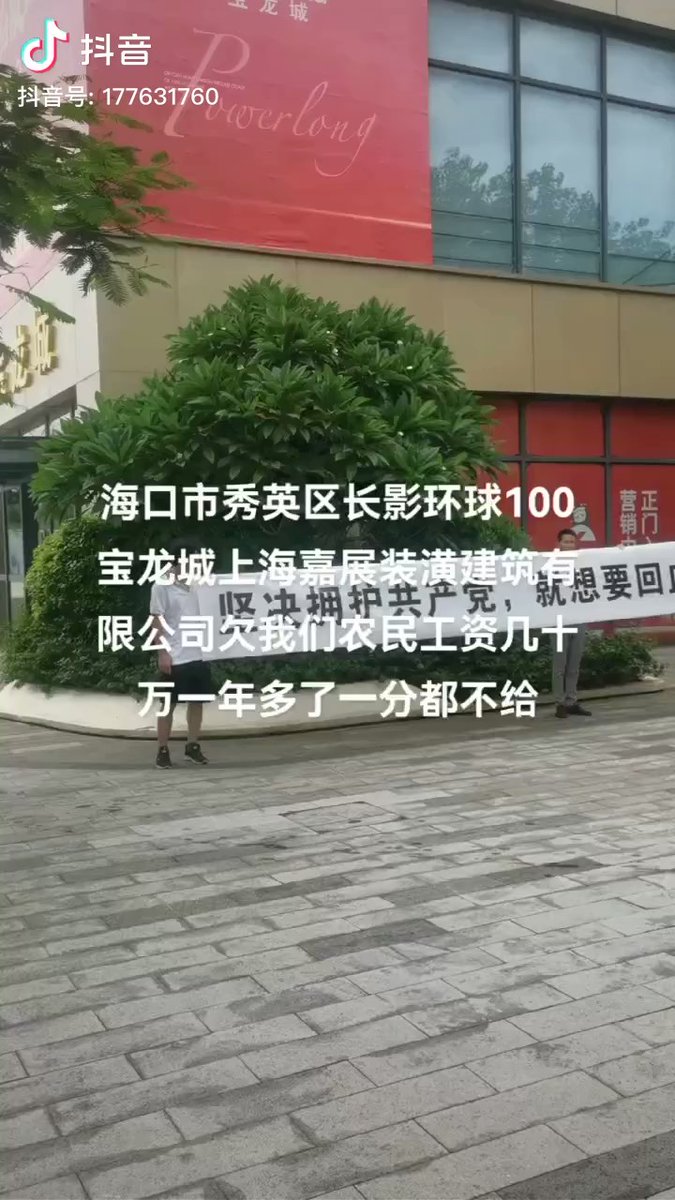 抖音
抖音号: 177631760
宝龙城
Powerlong
海口市秀英区长影环球100
宝龙城上海嘉展装潢建筑有
限公司欠我们农民工资几十
万一年多了一分都不给
坚决拥护共产党，就想要回
正门
营销中